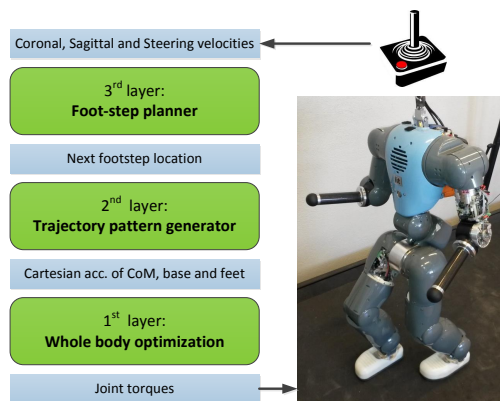 Coronal, Sagittal and Steering velocities
3rd layer:
Foot-step planner
Next footstep location
2nd layer:
Trajectory pattern generator
Cartesian acc. of CoM, base and feet
1st layer:
Whole body optimization
Joint torques